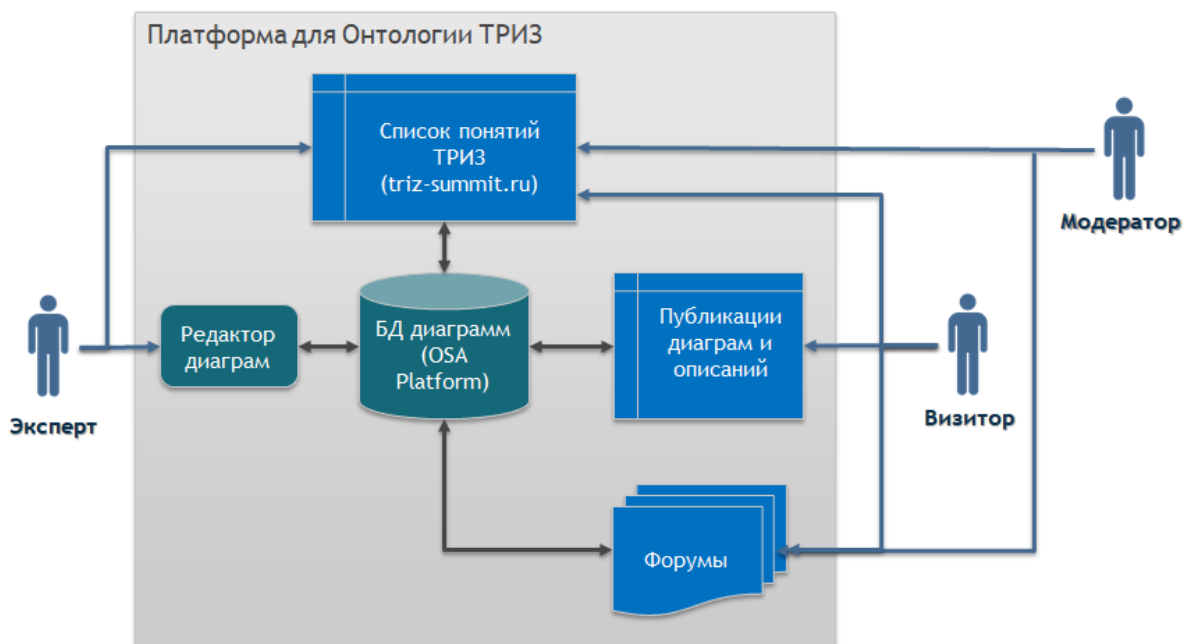 Платформа для Онтологии ТРИЗ
Список понятий
ТРИЗ
(triz-summit.ru)
Модератор
Редактор
диаграм
БД диаграмм
(OSA
Platform)
Публикации
диаграм и
описаний
Эксперт
Визитор
Форумы